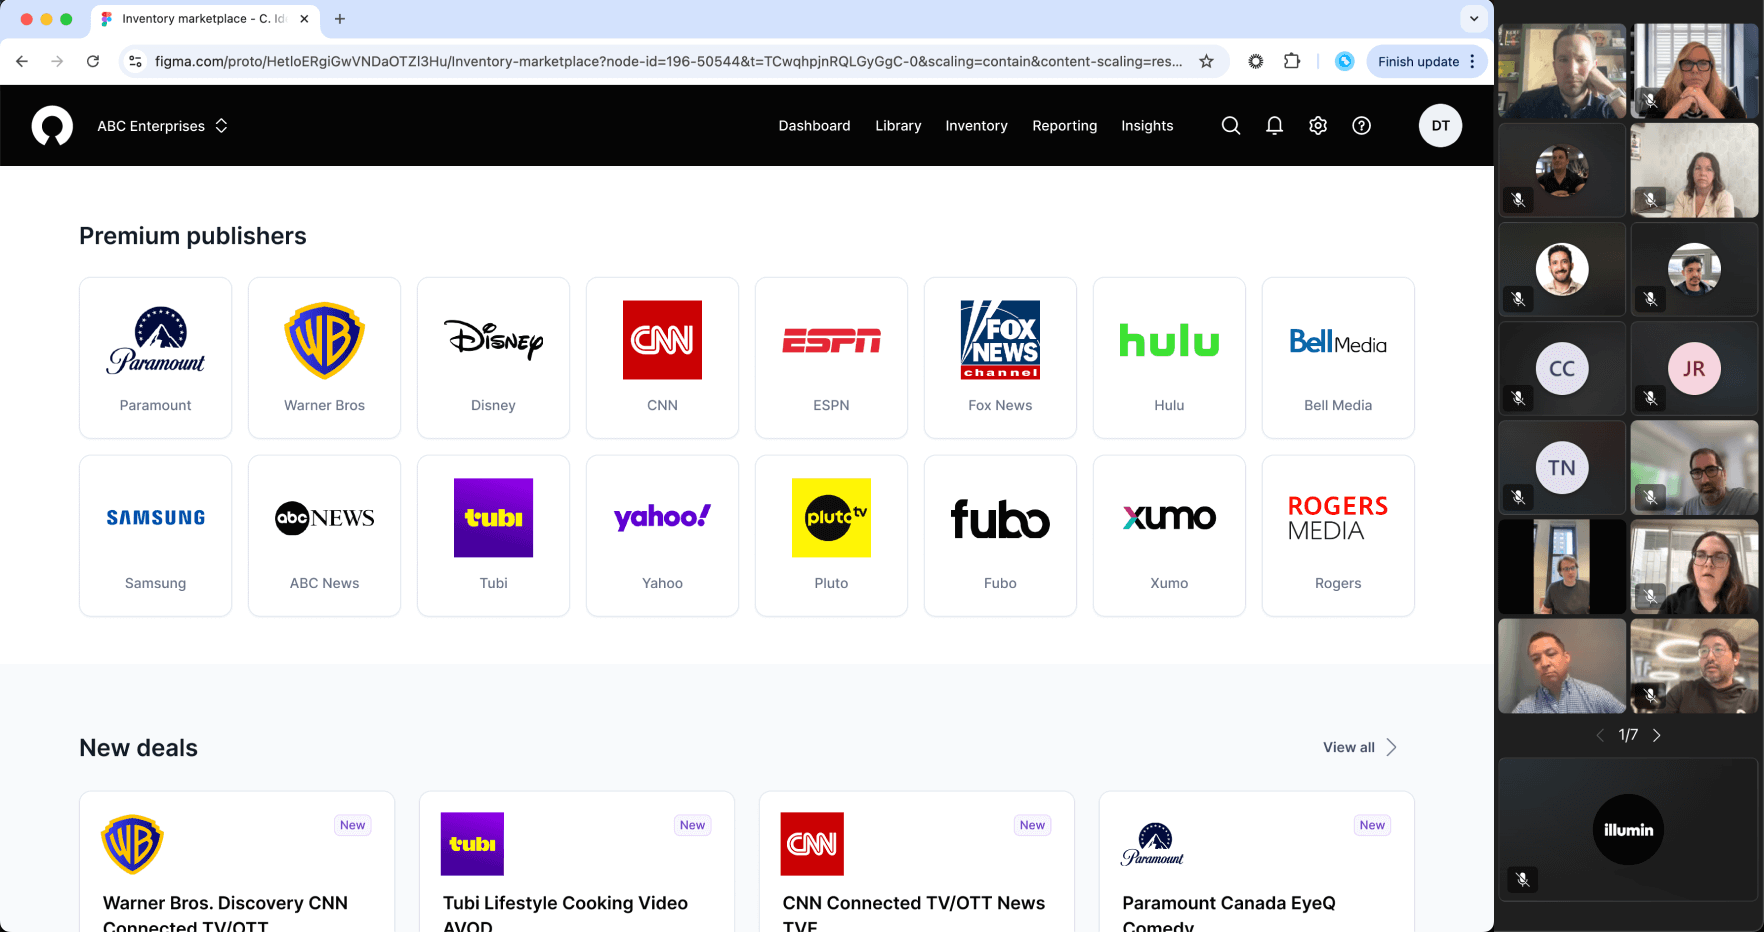 Inventory marketplace - C. Id
figma.com/proto/HetloERgiGwVNDaOTZl3Hu/Inventory-marketplace?node-id=196-50544&t=TCwqhpjnRQLGyGgC-0&scaling=contain&content-scaling=res...
Finish update
ABC Enterprises
Dashboard Library Inventory Reporting Insights
DT
Premium publishers
Paramount WB Disney CNN ESPN FOX NEWS channel hulu Bell Media
Paramount Warner Bros Disney CNN ESPN Fox News Hulu Bell Media
SAMSUNG abc NEWS tubi yahoo! pluto tv fubo xumo ROGERS MEDIA
Samsung ABC News Tubi Yahoo Pluto Fubo Xumo Rogers
New deals
View all
WB New tubi New CNN New Paramount New
Warner Bros. Discovery CNN Tubi Lifestyle Cooking Video CNN Connected TV/OTT News Paramount Canada EyeQ
Connected TV/OTT AVOD TVE Comedy
CC JR
TN
1/7
illumin